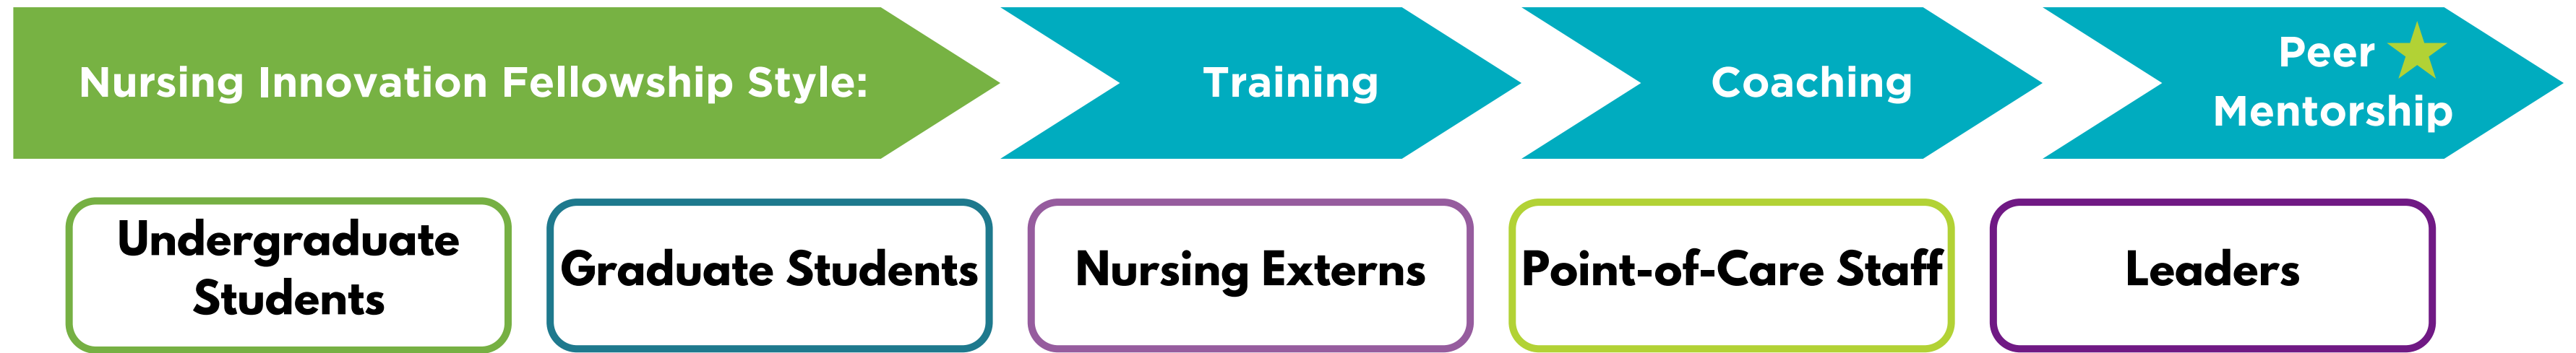 Nursing Innovation Fellowship Style:
Training
Coaching
Peer
Mentorship
Undergraduate
Students
Graduate Students
Nursing Externs
Point-of-Care Staff
Leaders